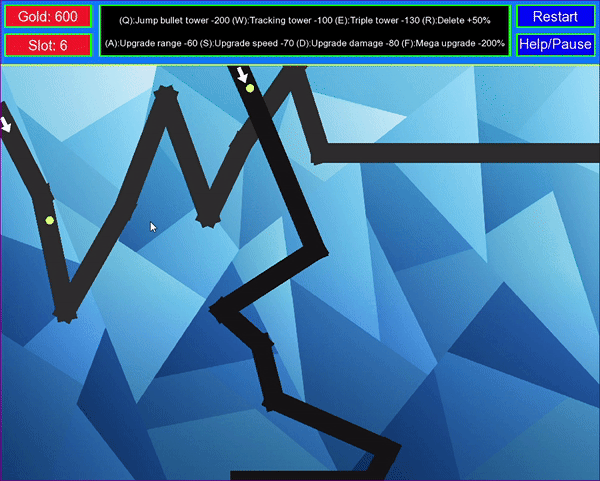 Gold: 600
(Q):Jump bullet tower -200 (W):Tracking tower -100 (E):Triple tower -130 (R):Delete +50%
Restart
Slot: 6
(A):Upgrade range -60 (S):Upgrade speed -70 (D):Upgrade damage -80 (F):Mega upgrade -200%
Help/Pause